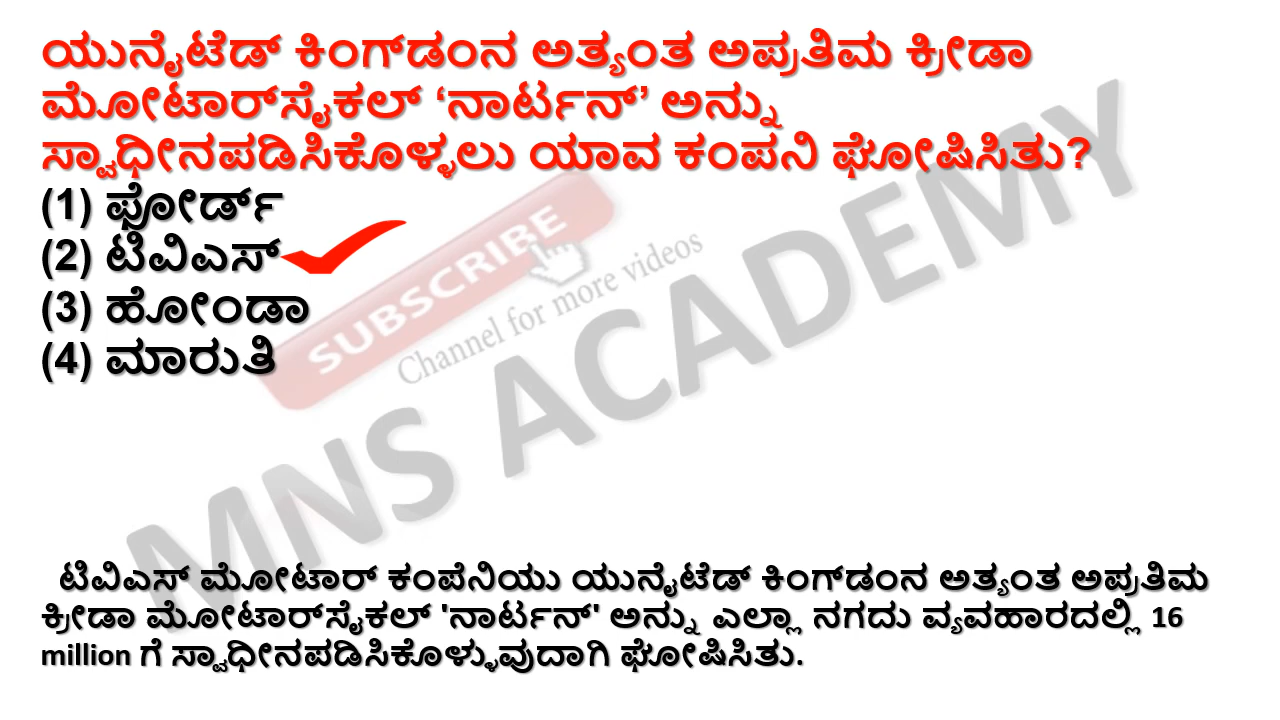 ಯುನೈಟೆಡ್ ಕಿಂಗ್‌ಡಂನ ಅತ್ಯಂತ ಅಪ್ರತಿಮ ಕ್ರೀಡಾ
ಮೋಟಾರ್‌ಸೈಕಲ್ ‘ನಾರ್ಟನ್’ ಅನ್ನು
ಸ್ವಾಧೀನಪಡಿಸಿಕೊಳ್ಳಲು ಯಾವ ಕಂಪನಿ ಘೋಷಿಸಿತು?
(1) ಫೋರ್ಡ್
(2) ಟಿವಿಎಸ್
(3) ಹೋಂಡಾ
(4) ಮಾರುತಿ
SUBSCRIBE
Channel for more videos
MNS ACADEMY
ಟಿವಿಎಸ್ ಮೋಟಾರ್ ಕಂಪೆನಿಯು ಯುನೈಟೆಡ್ ಕಿಂಗ್‌ಡಂನ ಅತ್ಯಂತ ಅಪ್ರತಿಮ
ಕ್ರೀಡಾ ಮೋಟಾರ್‌ಸೈಕಲ್ 'ನಾರ್ಟನ್' ಅನ್ನು ಎಲ್ಲಾ ನಗದು ವ್ಯವಹಾರದಲ್ಲಿ 16
million ಗೆ ಸ್ವಾಧೀನಪಡಿಸಿಕೊಳ್ಳುವುದಾಗಿ ಘೋಷಿಸಿತು.